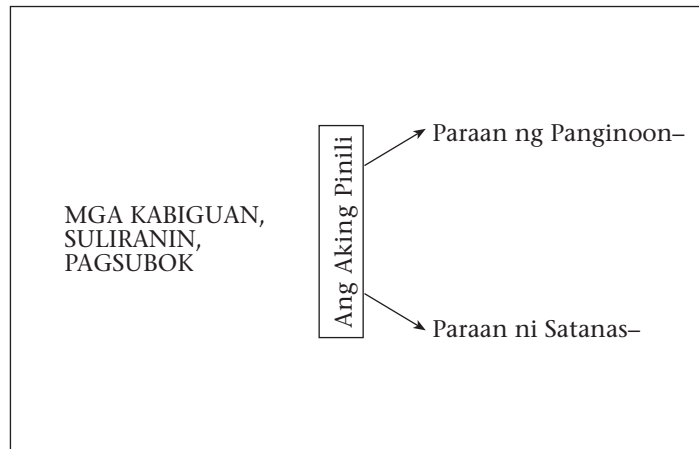 MGA KABIGUAN,
SULIRANIN,
PAGSUBOK
Ang Aking Pinili
Paraan ng Panginoon–
Paraan ni Satanas–